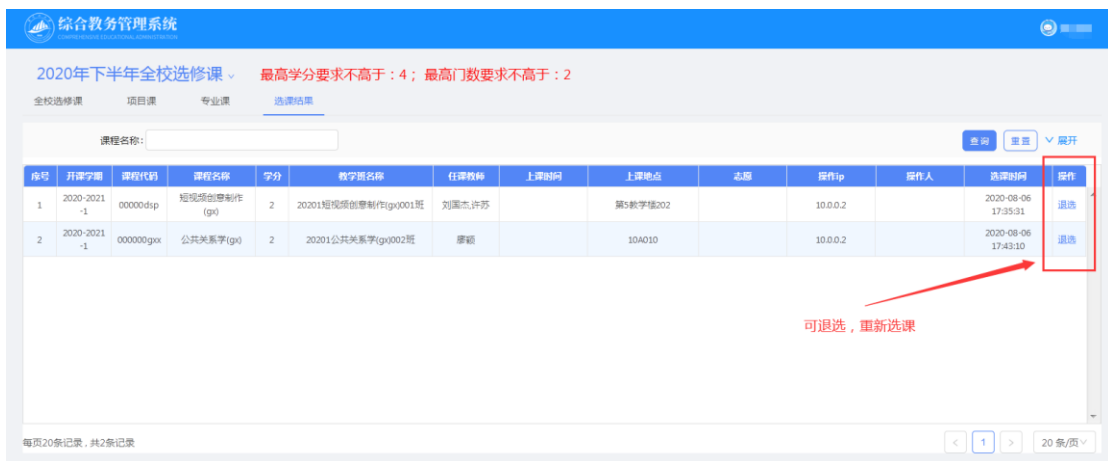 综合教务管理系统
COMPREHENSIVE EDUCATIONAL ADMINISTRATION
2020年下半年全校选修课
最高学分要求不高于：4； 最高门数要求不高于：2
全校选修课 项目课 专业课 选课结果
课程名称: 查询 重置 展开
序号 开课学期 课程代码 课程名称 学分 教学班名称 任课教师 上课时间 上课地点 志愿 操作ip 操作人 选课时间 操作
1 2020-2021-1 00000dsp 短视频创意制作(gx) 2 20201短视频创意制作(gx)001班 刘国杰,许苏 第5教学楼202 10.0.0.2 2020-08-06 17:35:31 退选
2 2020-2021-1 000000gxx 公共关系学(gx) 2 20201公共关系学(gx)002班 廖颖 10A010 10.0.0.2 2020-08-06 17:43:10 退选
可退选，重新选课
每页20条记录，共2条记录 < 1 > 20 条/页